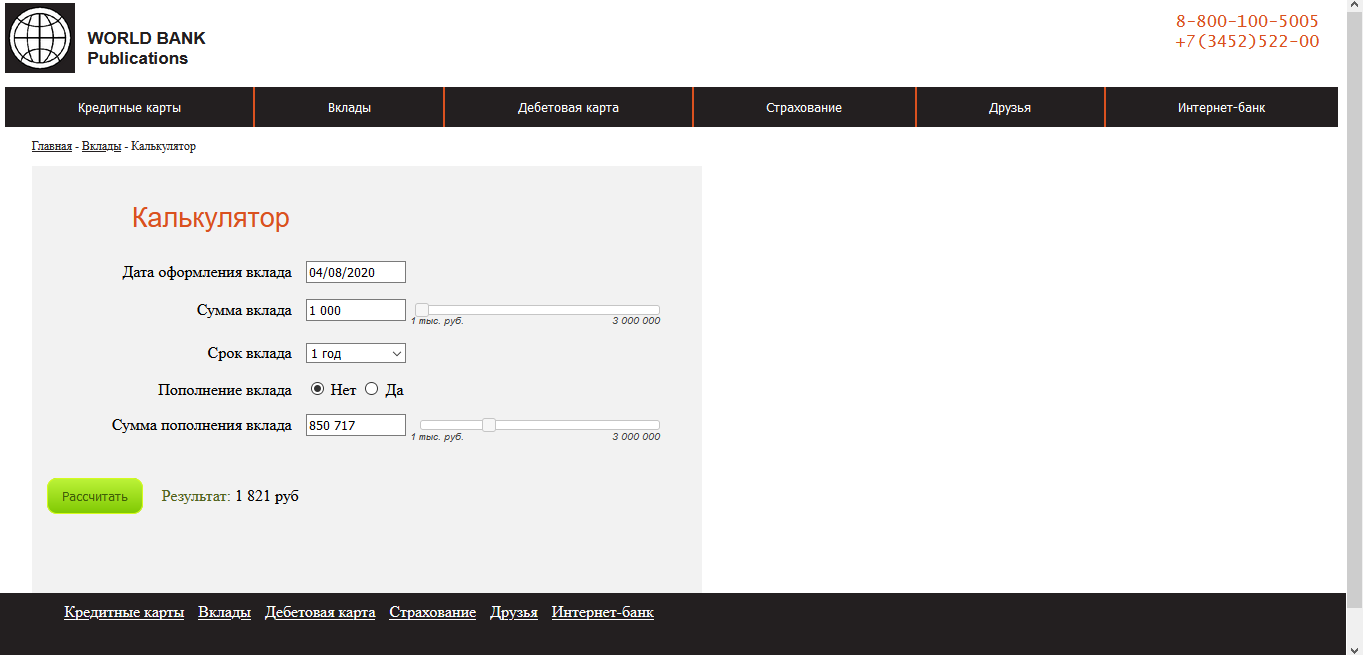 WORLD BANK
Publications
8-800-100-5005
+7(3452)522-00
Кредитные карты Вклады Дебетовая карта Страхование Друзья Интернет-банк
Главная - Вклады - Калькулятор
Калькулятор
Дата оформления вклада 04/08/2020
Сумма вклада 1 000
1 тыс. руб. 3 000 000
Срок вклада 1 год
Пополнение вклада Нет Да
Сумма пополнения вклада 850 717
1 тыс. руб. 3 000 000
Рассчитать Результат: 1 821 руб
Кредитные карты Вклады Дебетовая карта Страхование Друзья Интернет-банк